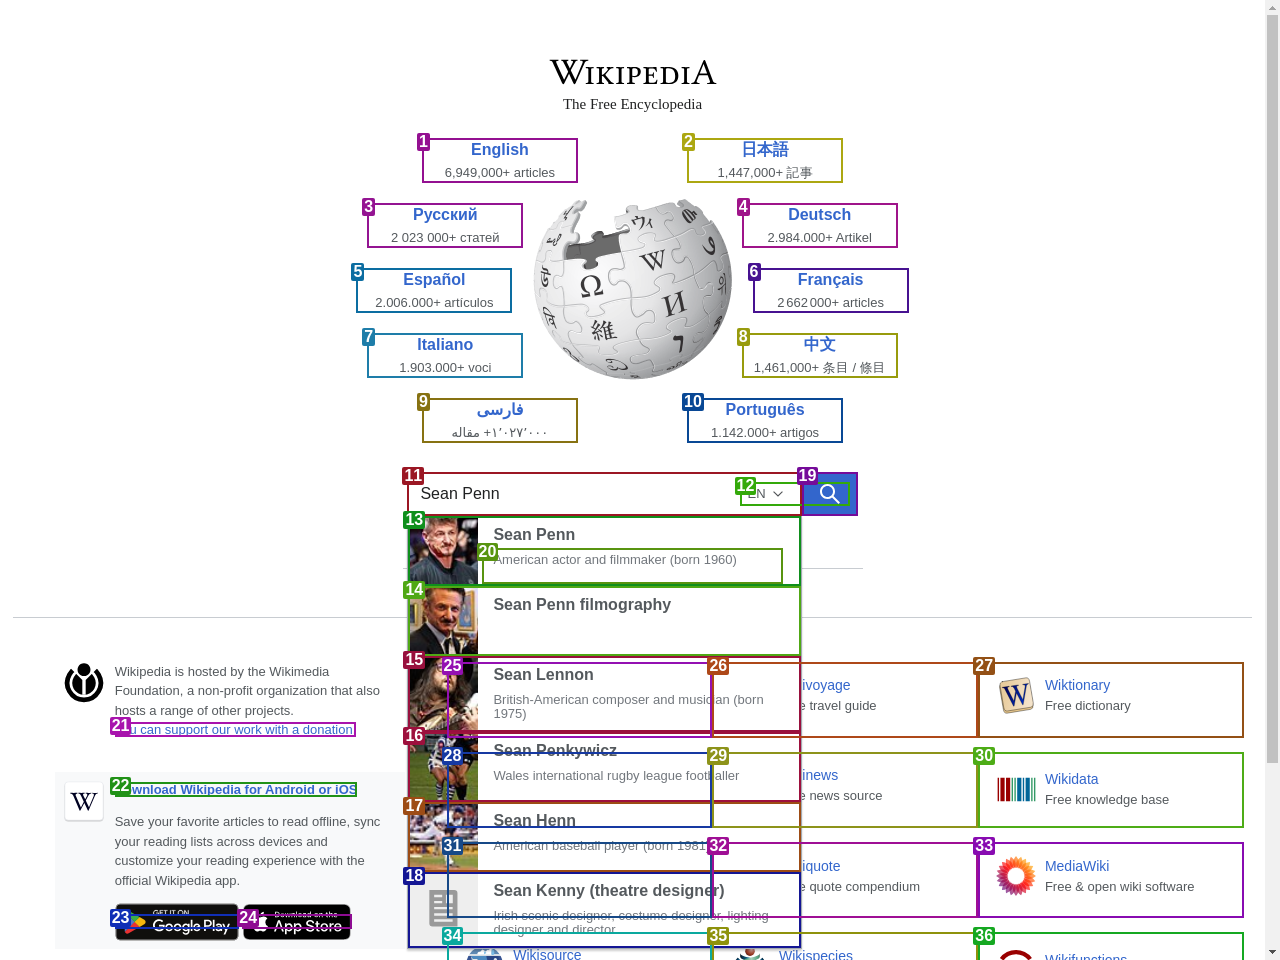 WIKIPEDIA
The Free Encyclopedia
1
English
6,949,000+ articles
2
日本語
1,447,000+ 記事
3
Русский
2 023 000+ статей
4
Deutsch
2.984.000+ Artikel
5
Español
2.006.000+ artículos
6
Français
2 662 000+ articles
7
Italiano
1.903.000+ voci
8
中文
1,461,000+ 条目 / 條目
9
فارسی
۱٬۰۲۷٬۰۰۰+ مقاله
10
Português
1.142.000+ artigos
11
Sean Penn
12
EN
19
13
Sean Penn
20
American actor and filmmaker (born 1960)
14
Sean Penn filmography
15
Sean Lennon
British-American composer and musician (born
1975)
16
Sean Penkywicz
Wales international rugby league footballer
17
Sean Henn
American baseball player (born 1981
18
Sean Kenny (theatre designer)
Irish scenic designer, costume designer, lighting
designer and director
Wikipedia is hosted by the Wikimedia
Foundation, a non-profit organization that also
hosts a range of other projects.
21
u can support our work with a donation.
22
wnload Wikipedia for Android or iOS
Save your favorite articles to read offline, sync
your reading lists across devices and
customize your reading experience with the
official Wikipedia app.
23
GET IT ON
Google Play
24
Download on the
App Store
25
26
ivoyage
e travel guide
27
Wiktionary
Free dictionary
28
29
inews
e news source
30
Wikidata
Free knowledge base
31
32
iquote
e quote compendium
33
MediaWiki
Free & open wiki software
34
Wikisource
35
Wikispecies
36
Wikifunctions